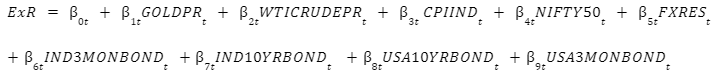 ExR = β₀ₜ + β₁ₜGOLDPRₜ + β₂ₜWTICRUDEPRₜ + β₃ₜCPIINDₜ + β₄ₜNIFTY50ₜ + β₅ₜFXRESₜ
+ β₆ₜIND3MONBONDₜ + β₇ₜIND10YRBONDₜ + β₈ₜUSA10YRBONDₜ + β₉ₜUSA3MONBONDₜ